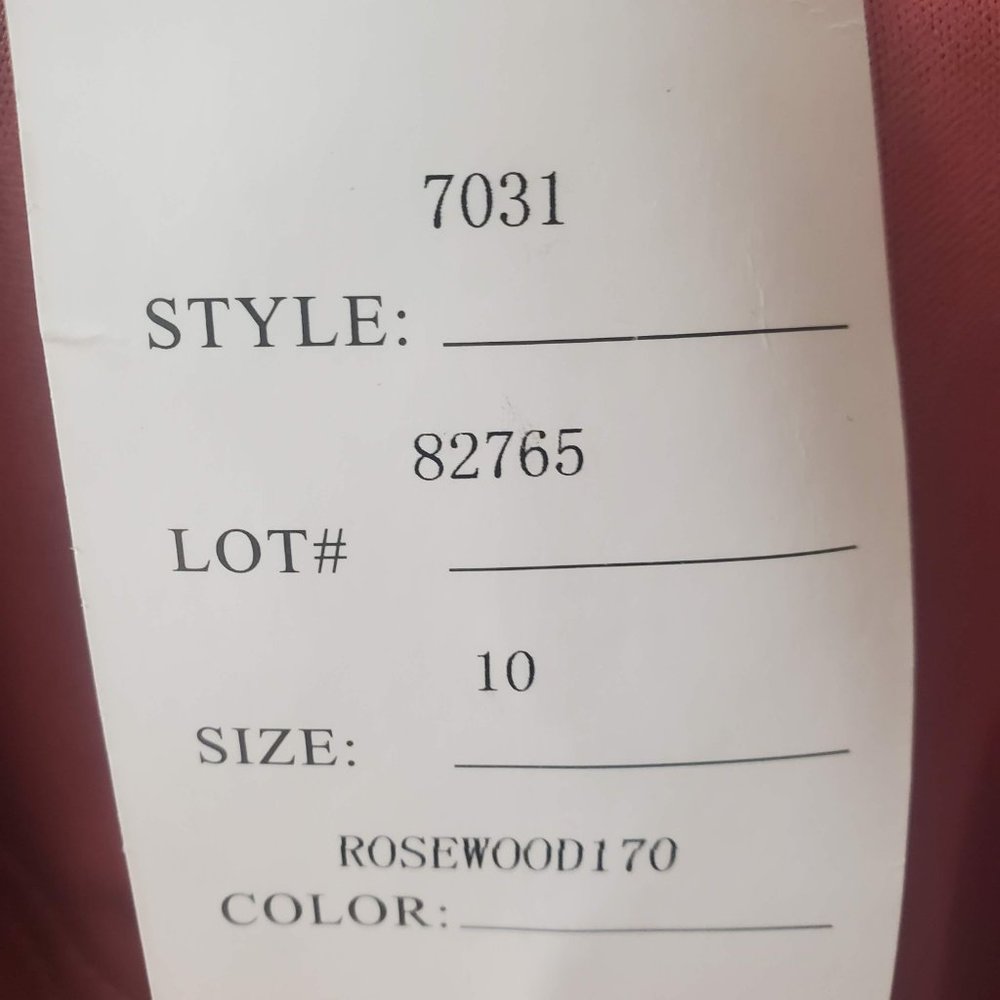 7031
STYLE:
82765
LOT#
10
SIZE:
ROSEWOOD170
COLOR: